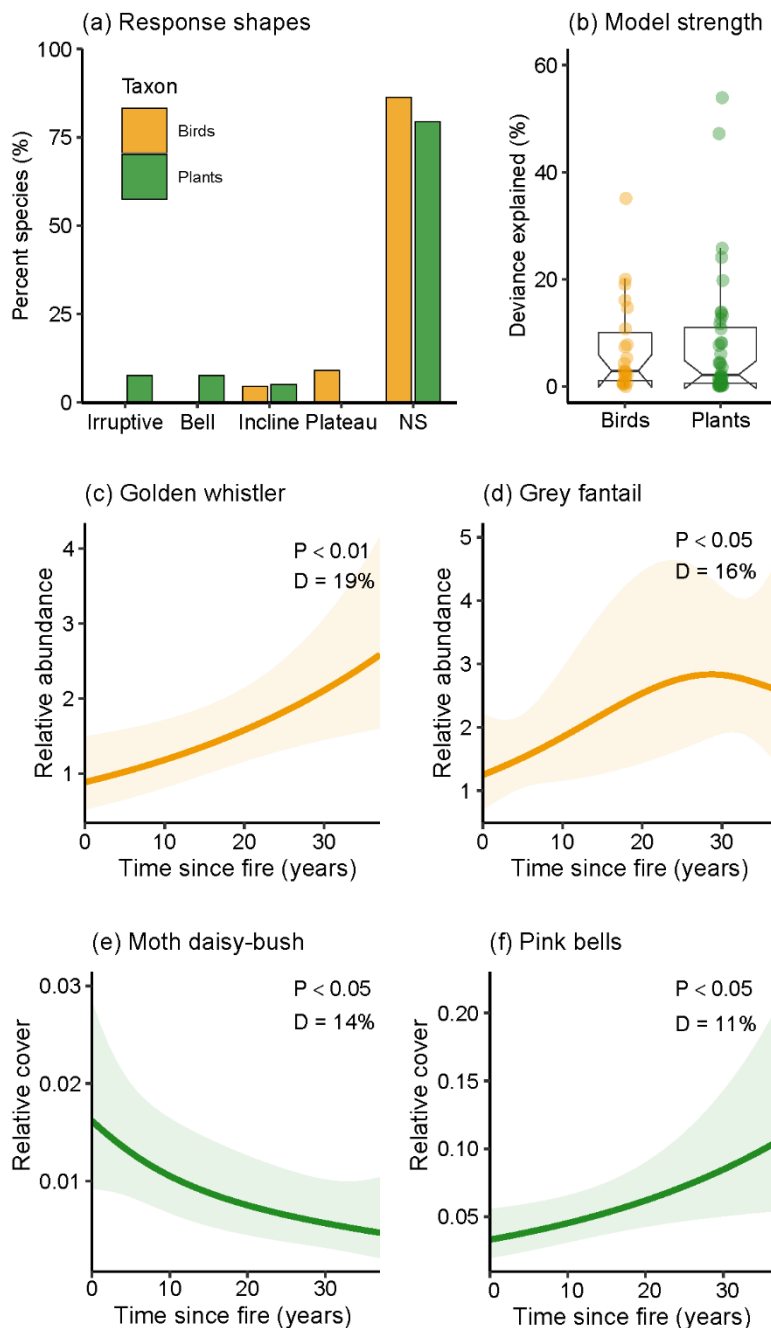 (a) Response shapes
100
75
50
25
0
Percent species (%)
Taxon
Birds
Plants
Irruptive Bell Incline Plateau NS
(b) Model strength
60
40
20
0
Deviance explained (%)
Birds Plants
(c) Golden whistler
4
3
2
1
Relative abundance
P < 0.01
D = 19%
0 10 20 30
Time since fire (years)
(d) Grey fantail
5
4
3
2
1
Relative abundance
P < 0.05
D = 16%
0 10 20 30
Time since fire (years)
(e) Moth daisy-bush
0.03
0.02
0.01
Relative cover
P < 0.05
D = 14%
0 10 20 30
Time since fire (years)
(f) Pink bells
0.20
0.15
0.10
0.05
Relative cover
P < 0.05
D = 11%
0 10 20 30
Time since fire (years)